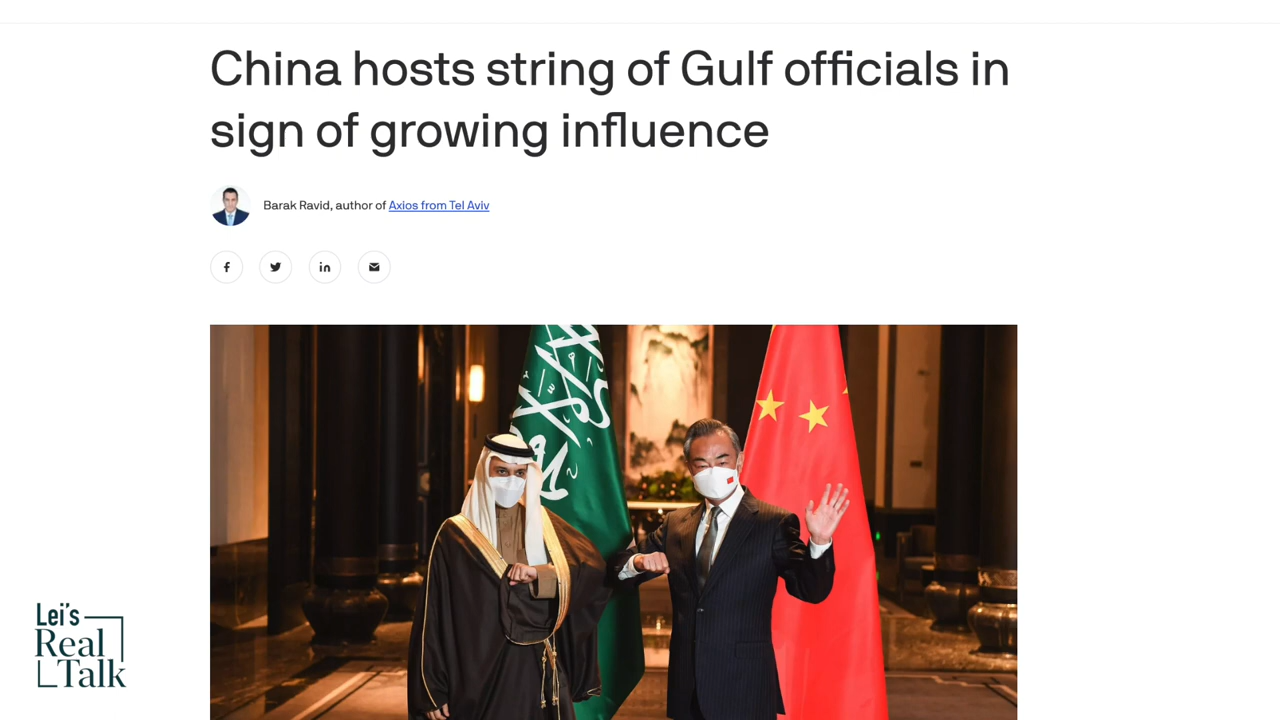 China hosts string of Gulf officials in
sign of growing influence
Barak Ravid, author of Axios from Tel Aviv
Lei's
Real
Talk